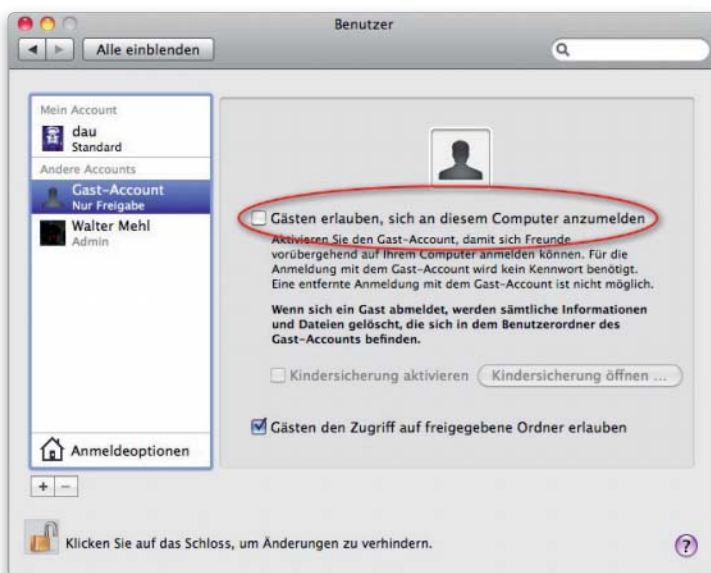 Benutzer
Alle einblenden
Mein Account
dau
Standard
Andere Accounts
Gast-Account
Nur Freigabe
Walter Mehl
Admin
Anmeldeoptionen
+ −
Gästen erlauben, sich an diesem Computer anzumelden
Aktivieren Sie den Gast-Account, damit sich Freunde
vorübergehend auf Ihrem Computer anmelden können. Für die
Anmeldung mit dem Gast-Account wird kein Kennwort benötigt.
Eine entfernte Anmeldung mit dem Gast-Account ist nicht möglich.
Wenn sich ein Gast abmeldet, werden sämtliche Informationen
und Dateien gelöscht, die sich in dem Benutzerordner des
Gast-Accounts befinden.
Kindersicherung aktivieren Kindersicherung öffnen ...
Gästen den Zugriff auf freigegebene Ordner erlauben
Klicken Sie auf das Schloss, um Änderungen zu verhindern.
?